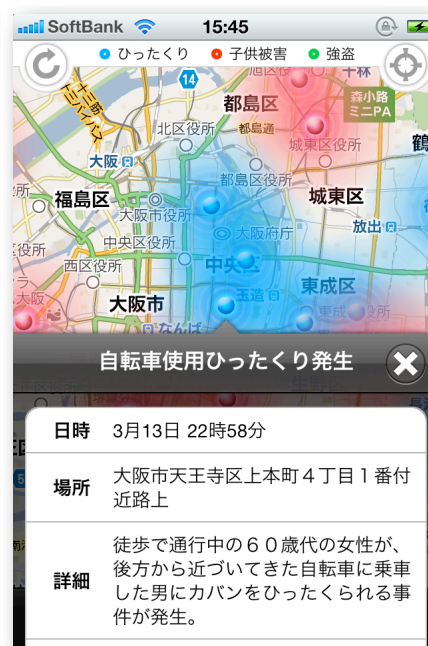 SoftBank 15:45
ひったくり 子供被害 強盗
14
旭区役所
都島区
森小路
ミニPA
北区役所
都島通
城東区役所
鶴
大阪
都島区役所
福島区
城東区
大阪市役所
大阪府庁
放出
中央区役所
中央区
西区役所
東成区
大阪市
玉造
なんば
自転車使用ひったくり発生
日時 3月13日 22時58分
場所 大阪市天王寺区上本町4丁目1番付
近路上
詳細 徒歩で通行中の60歳代の女性が、
後方から近づいてきた自転車に乗車
した男にカバンをひったくられる事
件が発生。